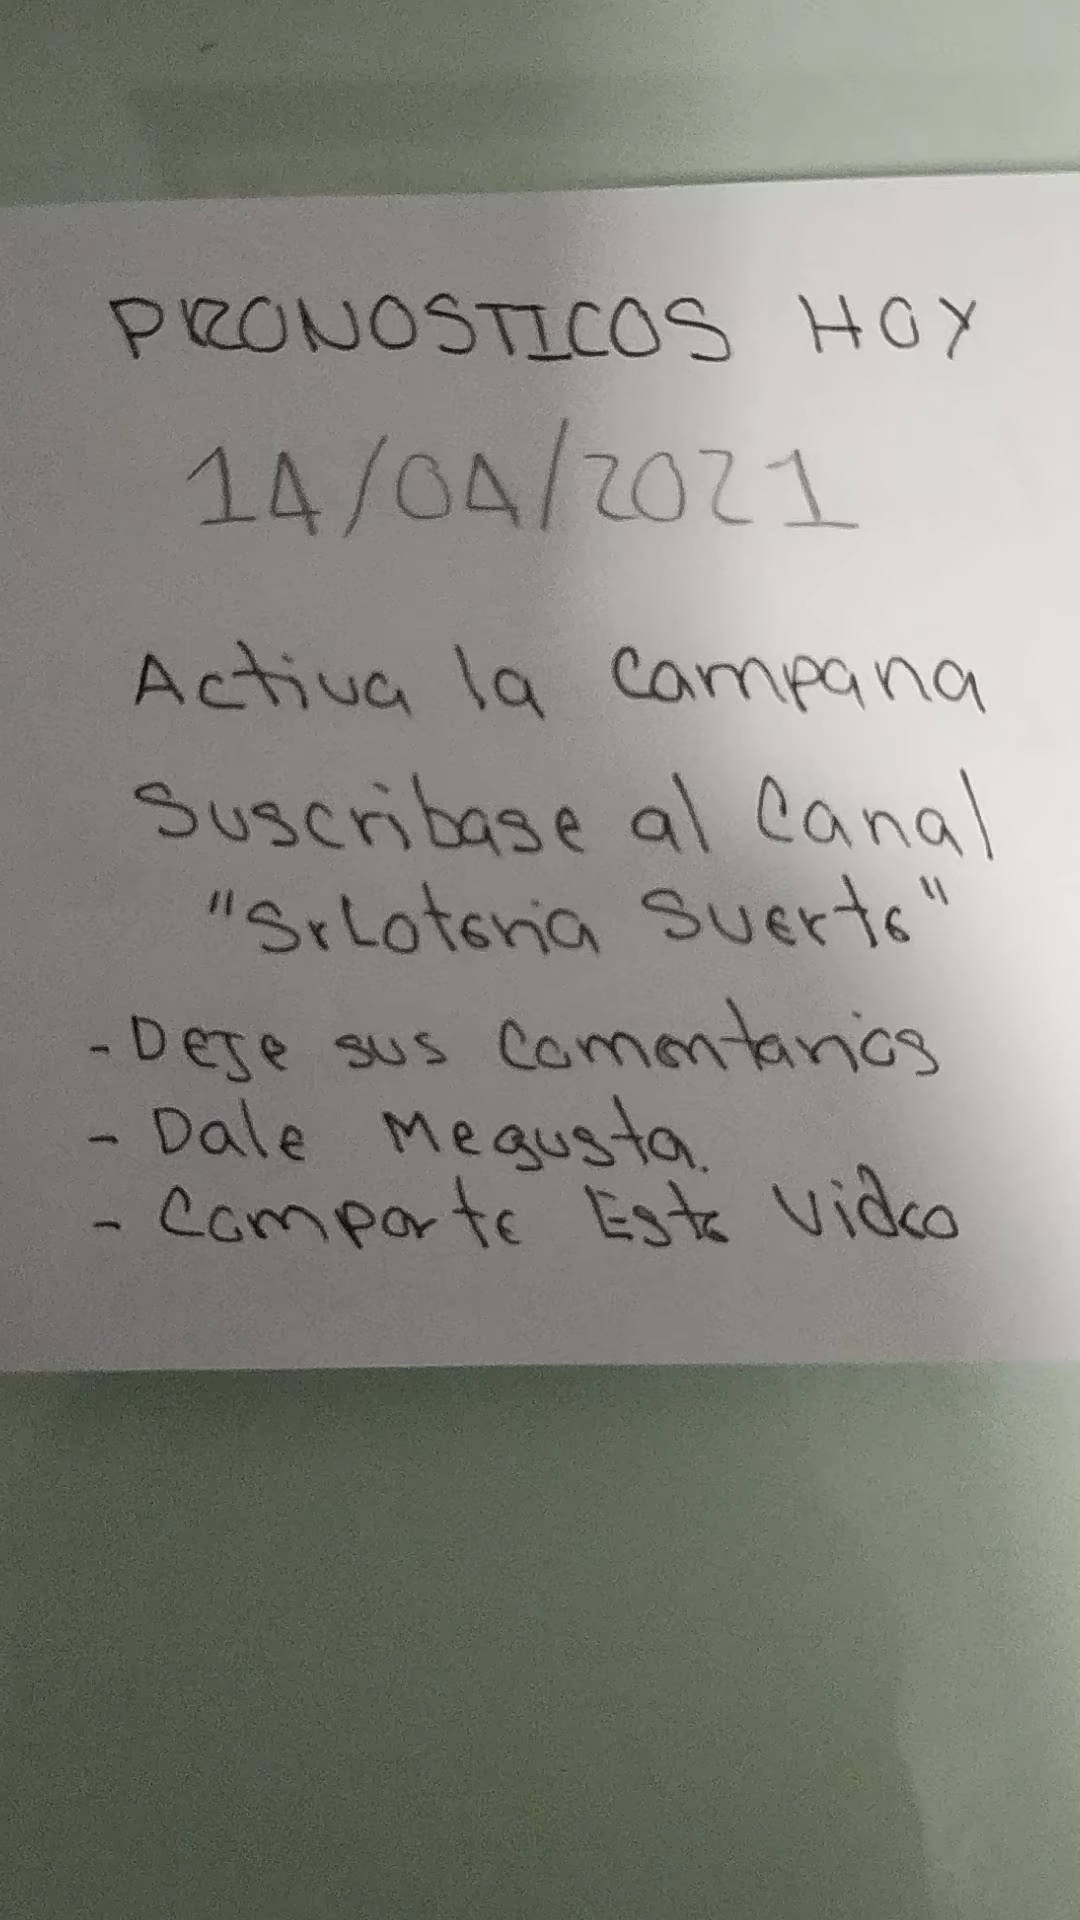 PRONOSTICOS HOY
14/04/2021
Activa la Campana
Suscribase al Canal
"SrLoteria Suerte"
- Deje sus Comentarios
- Dale Megusta.
- Comparte Este Video